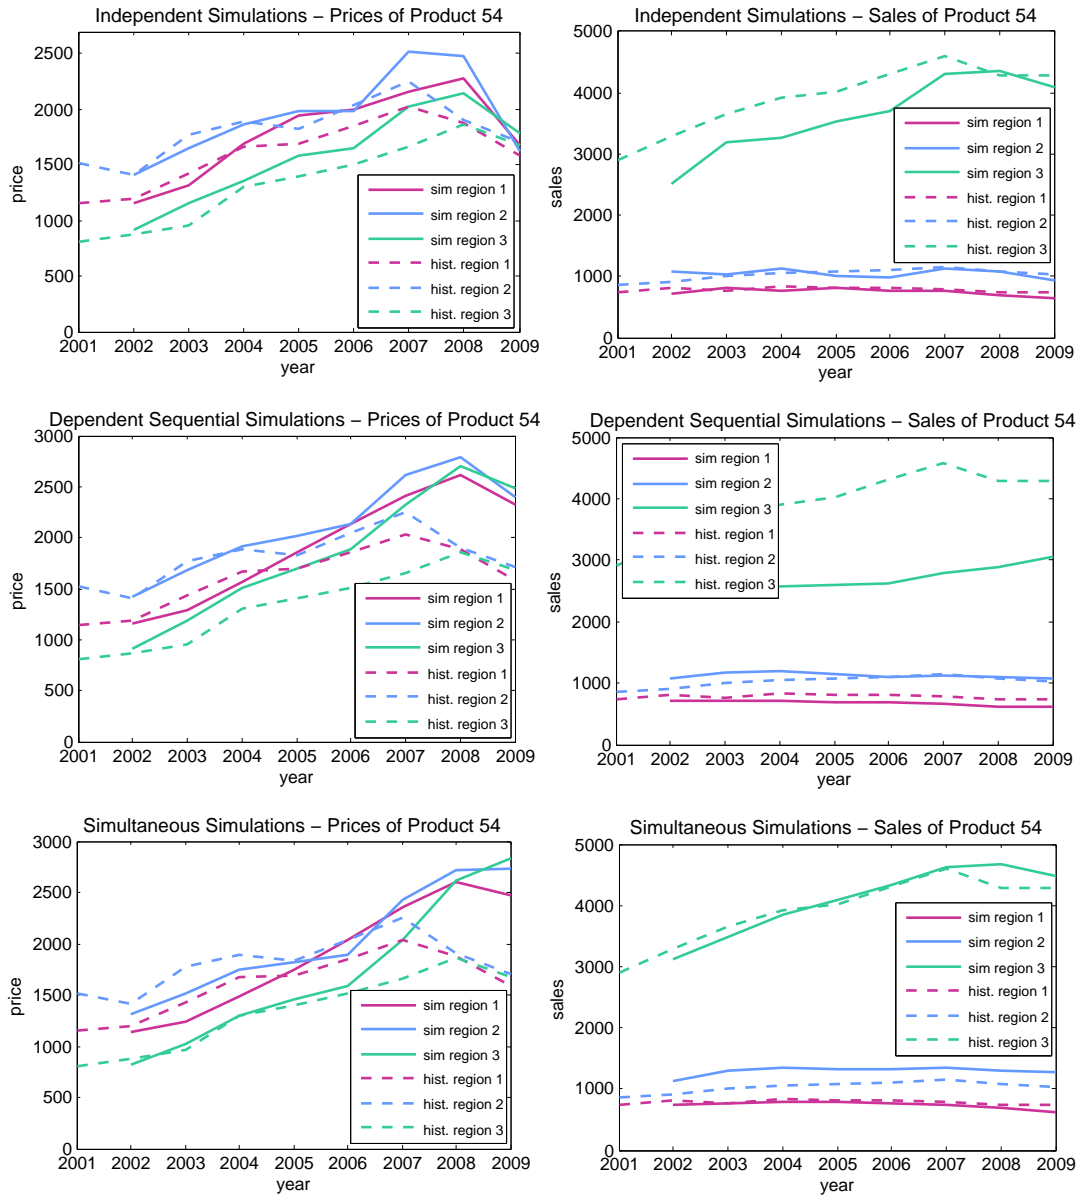 Independent Simulations – Prices of Product 54
2500
2000
1500
1000
500
0
price
2001 2002 2003 2004 2005 2006 2007 2008 2009
year
sim region 1
sim region 2
sim region 3
hist. region 1
hist. region 2
hist. region 3
Independent Simulations – Sales of Product 54
5000
4000
3000
2000
1000
0
sales
2001 2002 2003 2004 2005 2006 2007 2008 2009
year
sim region 1
sim region 2
sim region 3
hist. region 1
hist. region 2
hist. region 3
Dependent Sequential Simulations – Prices of Product 54
3000
2500
2000
1500
1000
500
0
price
2001 2002 2003 2004 2005 2006 2007 2008 2009
year
sim region 1
sim region 2
sim region 3
hist. region 1
hist. region 2
hist. region 3
Dependent Sequential Simulations – Sales of Product 54
5000
4000
3000
2000
1000
0
sales
2001 2002 2003 2004 2005 2006 2007 2008 2009
year
sim region 1
sim region 2
sim region 3
hist. region 1
hist. region 2
hist. region 3
Simultaneous Simulations – Prices of Product 54
3000
2500
2000
1500
1000
500
0
price
2001 2002 2003 2004 2005 2006 2007 2008 2009
year
sim region 1
sim region 2
sim region 3
hist. region 1
hist. region 2
hist. region 3
Simultaneous Simulations – Sales of Product 54
5000
4000
3000
2000
1000
0
sales
2001 2002 2003 2004 2005 2006 2007 2008 2009
year
sim region 1
sim region 2
sim region 3
hist. region 1
hist. region 2
hist. region 3